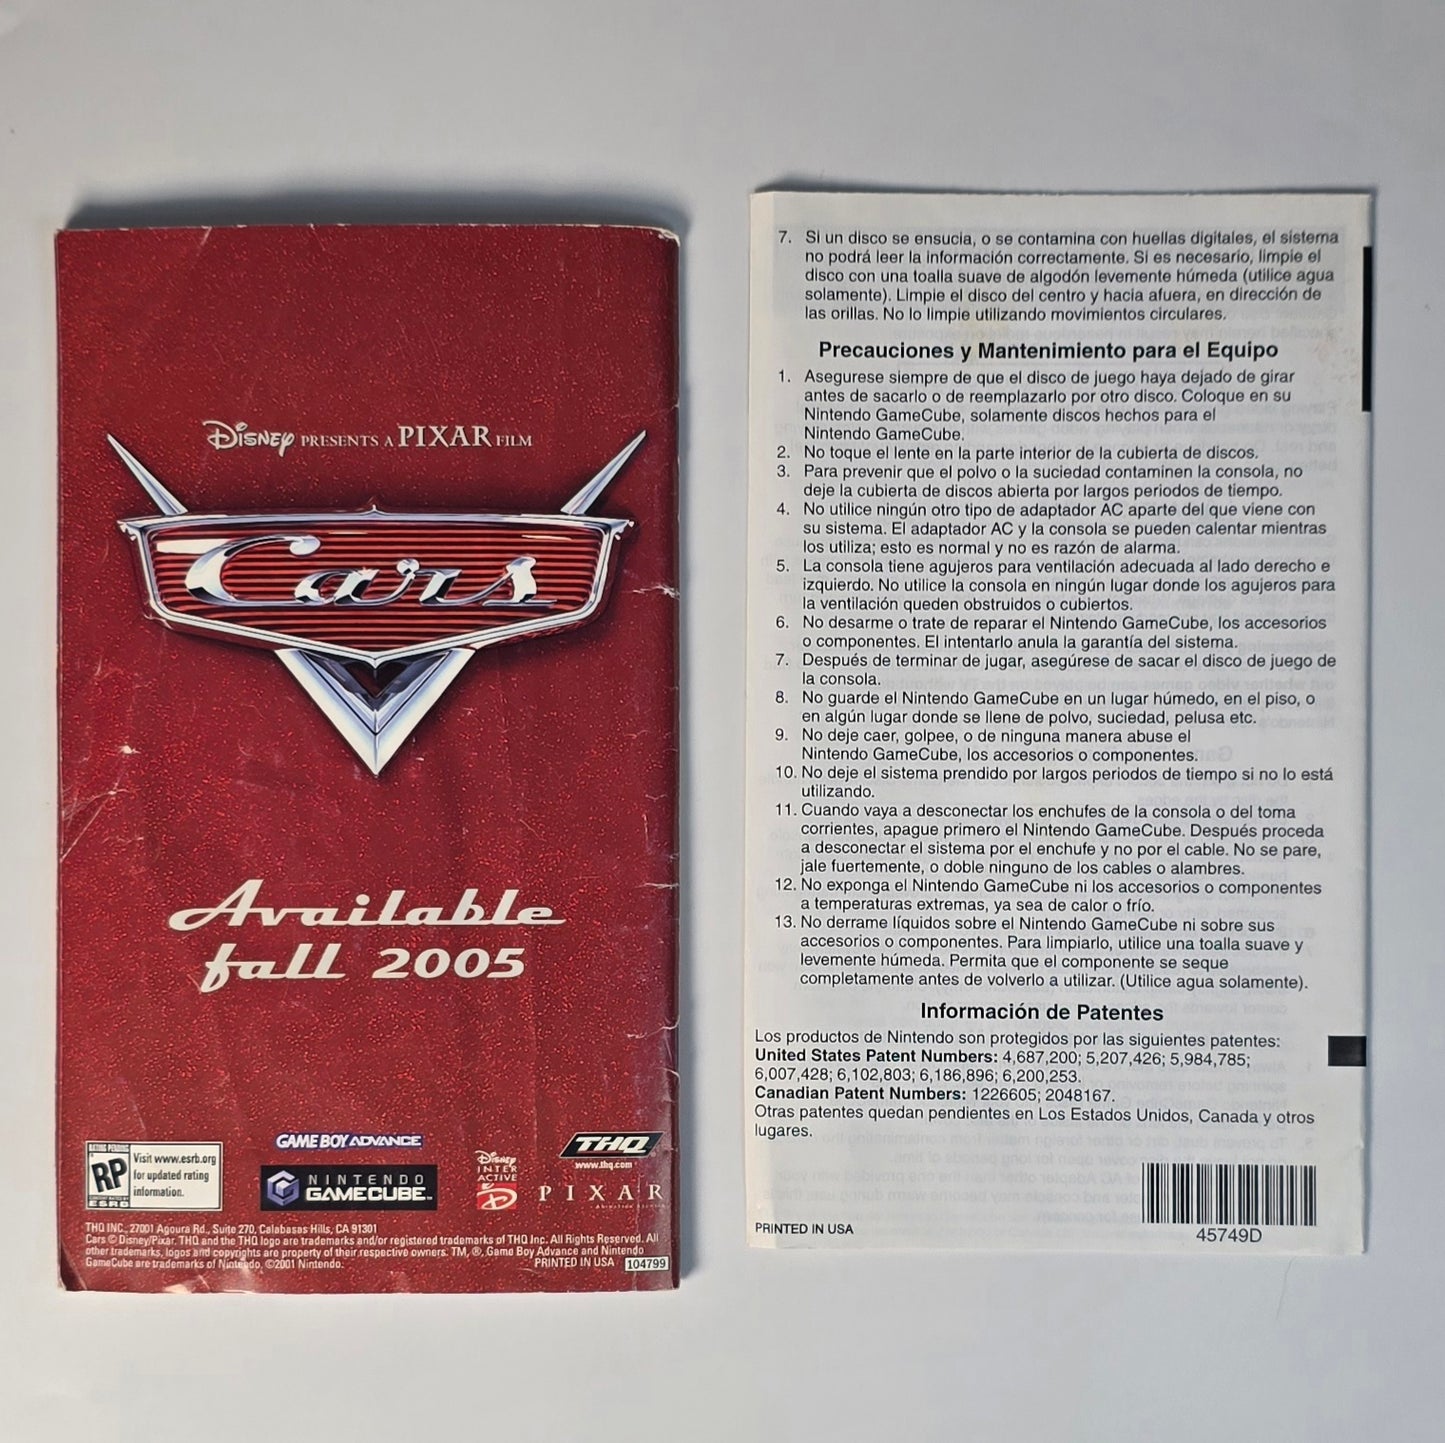 DISNEY PRESENTS A PIXAR FILM
Cars
Available
fall 2005
RP
ESRB
Visit www.esrb.org
for updated rating
information.
GAME BOY ADVANCE
NINTENDO
GAMECUBE™
Disney
INTER
ACTIVE
THQ
www.thq.com
PIXAR
THQ INC., 27001 Agoura Rd., Suite 270, Calabasas Hills, CA 91301
Cars © Disney/Pixar. THQ and the THQ logo are trademarks and/or registered trademarks of THQ Inc. All Rights Reserved. All
other trademarks, logos and copyrights are property of their respective owners. TM, ®, Game Boy Advance and Nintendo
GameCube are trademarks of Nintendo. ©2001 Nintendo.
PRINTED IN USA 104799
7. Si un disco se ensucia, o se contamina con huellas digitales, el sistema
no podrá leer la información correctamente. Si es necesario, limpie el
disco con una toalla suave de algodón levemente húmeda (utilice agua
solamente). Limpie el disco del centro y hacia afuera, en dirección de
las orillas. No lo limpie utilizando movimientos circulares.
Precauciones y Mantenimiento para el Equipo
1. Asegurese siempre de que el disco de juego haya dejado de girar
antes de sacarlo o de reemplazarlo por otro disco. Coloque en su
Nintendo GameCube, solamente discos hechos para el
Nintendo GameCube.
2. No toque el lente en la parte interior de la cubierta de discos.
3. Para prevenir que el polvo o la suciedad contaminen la consola, no
deje la cubierta de discos abierta por largos periodos de tiempo.
4. No utilice ningún otro tipo de adaptador AC aparte del que viene con
su sistema. El adaptador AC y la consola se pueden calentar mientras
los utiliza; esto es normal y no es razón de alarma.
5. La consola tiene agujeros para ventilación adecuada al lado derecho e
izquierdo. No utilice la consola en ningún lugar donde los agujeros para
la ventilación queden obstruidos o cubiertos.
6. No desarme o trate de reparar el Nintendo GameCube, los accesorios
o componentes. El intentarlo anula la garantía del sistema.
7. Después de terminar de jugar, asegúrese de sacar el disco de juego de
la consola.
8. No guarde el Nintendo GameCube en un lugar húmedo, en el piso, o
en algún lugar donde se llene de polvo, suciedad, pelusa etc.
9. No deje caer, golpee, o de ninguna manera abuse el
Nintendo GameCube, los accesorios o componentes.
10. No deje el sistema prendido por largos periodos de tiempo si no lo está
utilizando.
11. Cuando vaya a desconectar los enchufes de la consola o del toma
corrientes, apague primero el Nintendo GameCube. Después proceda
a desconectar el sistema por el enchufe y no por el cable. No se pare,
jale fuertemente, o doble ninguno de los cables o alambres.
12. No exponga el Nintendo GameCube ni los accesorios o componentes
a temperaturas extremas, ya sea de calor o frío.
13. No derrame líquidos sobre el Nintendo GameCube ni sobre sus
accesorios o componentes. Para limpiarlo, utilice una toalla suave y
levemente húmeda. Permita que el componente se seque
completamente antes de volverlo a utilizar. (Utilice agua solamente).
Información de Patentes
Los productos de Nintendo son protegidos por las siguientes patentes:
United States Patent Numbers: 4,687,200; 5,207,426; 5,984,785;
6,007,428; 6,102,803; 6,186,896; 6,200,253.
Canadian Patent Numbers: 1226605; 2048167.
Otras patentes quedan pendientes en Los Estados Unidos, Canada y otros
lugares.
PRINTED IN USA
45749D